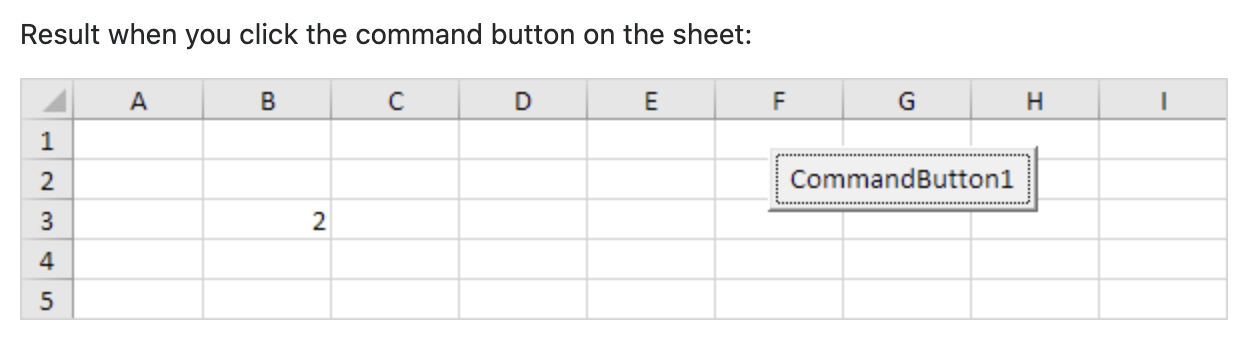 Result when you click the command button on the sheet:
A B C D E F G H I
1
2 CommandButton1
3 2
4
5